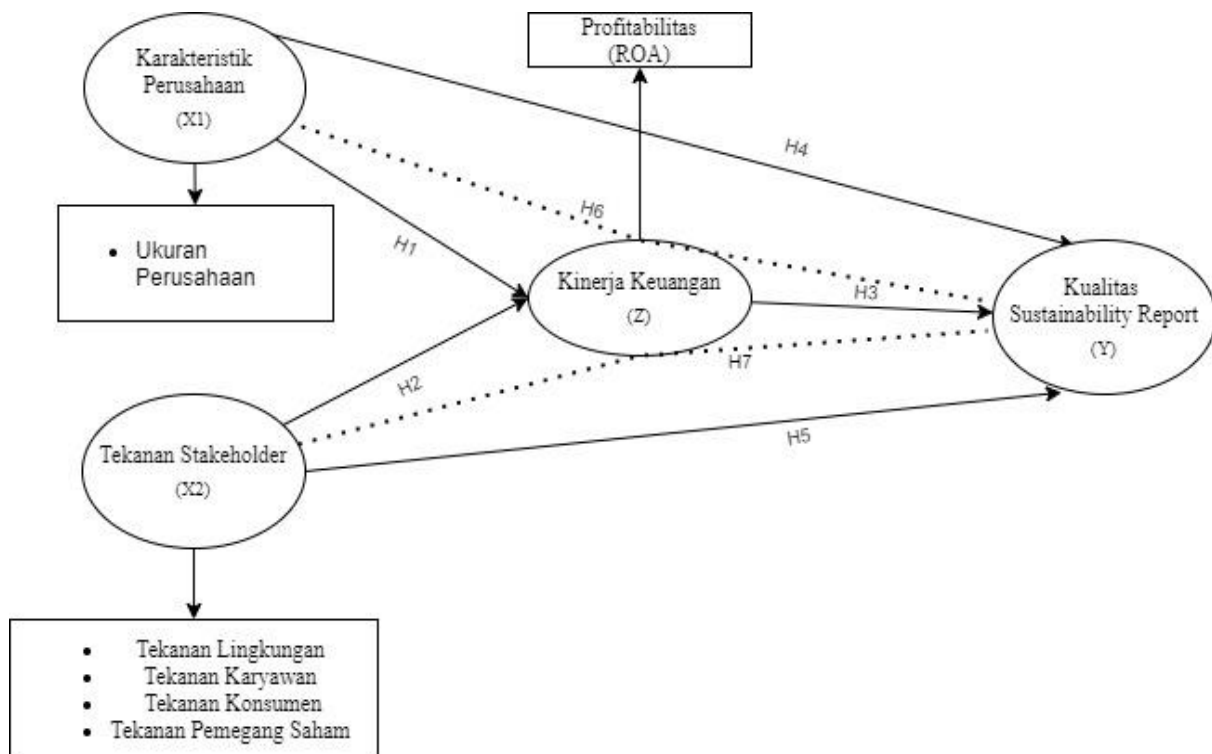 Karakteristik
Perusahaan
(X1)
Profitabilitas
(ROA)
H4
H6
• Ukuran
Perusahaan
H1
Kinerja Keuangan
(Z)
H3
Kualitas
Sustainability Report
(Y)
H7
H2
H5
Tekanan Stakeholder
(X2)
• Tekanan Lingkungan
• Tekanan Karyawan
• Tekanan Konsumen
• Tekanan Pemegang Saham